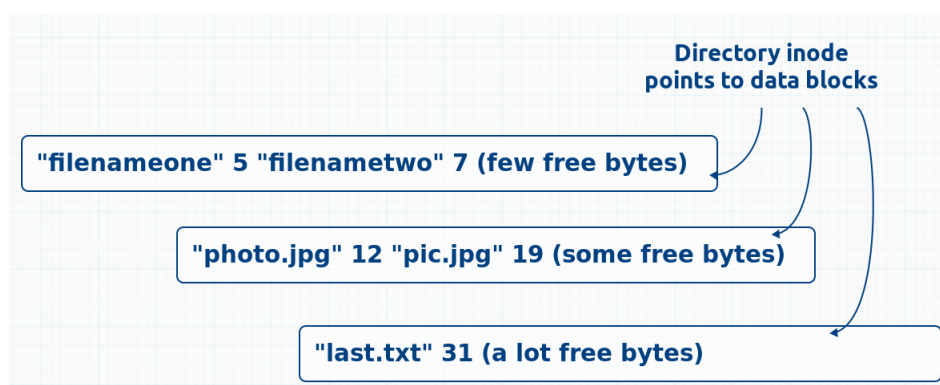 Directory inode
points to data blocks
"filenameone" 5 "filenametwo" 7 (few free bytes)
"photo.jpg" 12 "pic.jpg" 19 (some free bytes)
"last.txt" 31 (a lot free bytes)